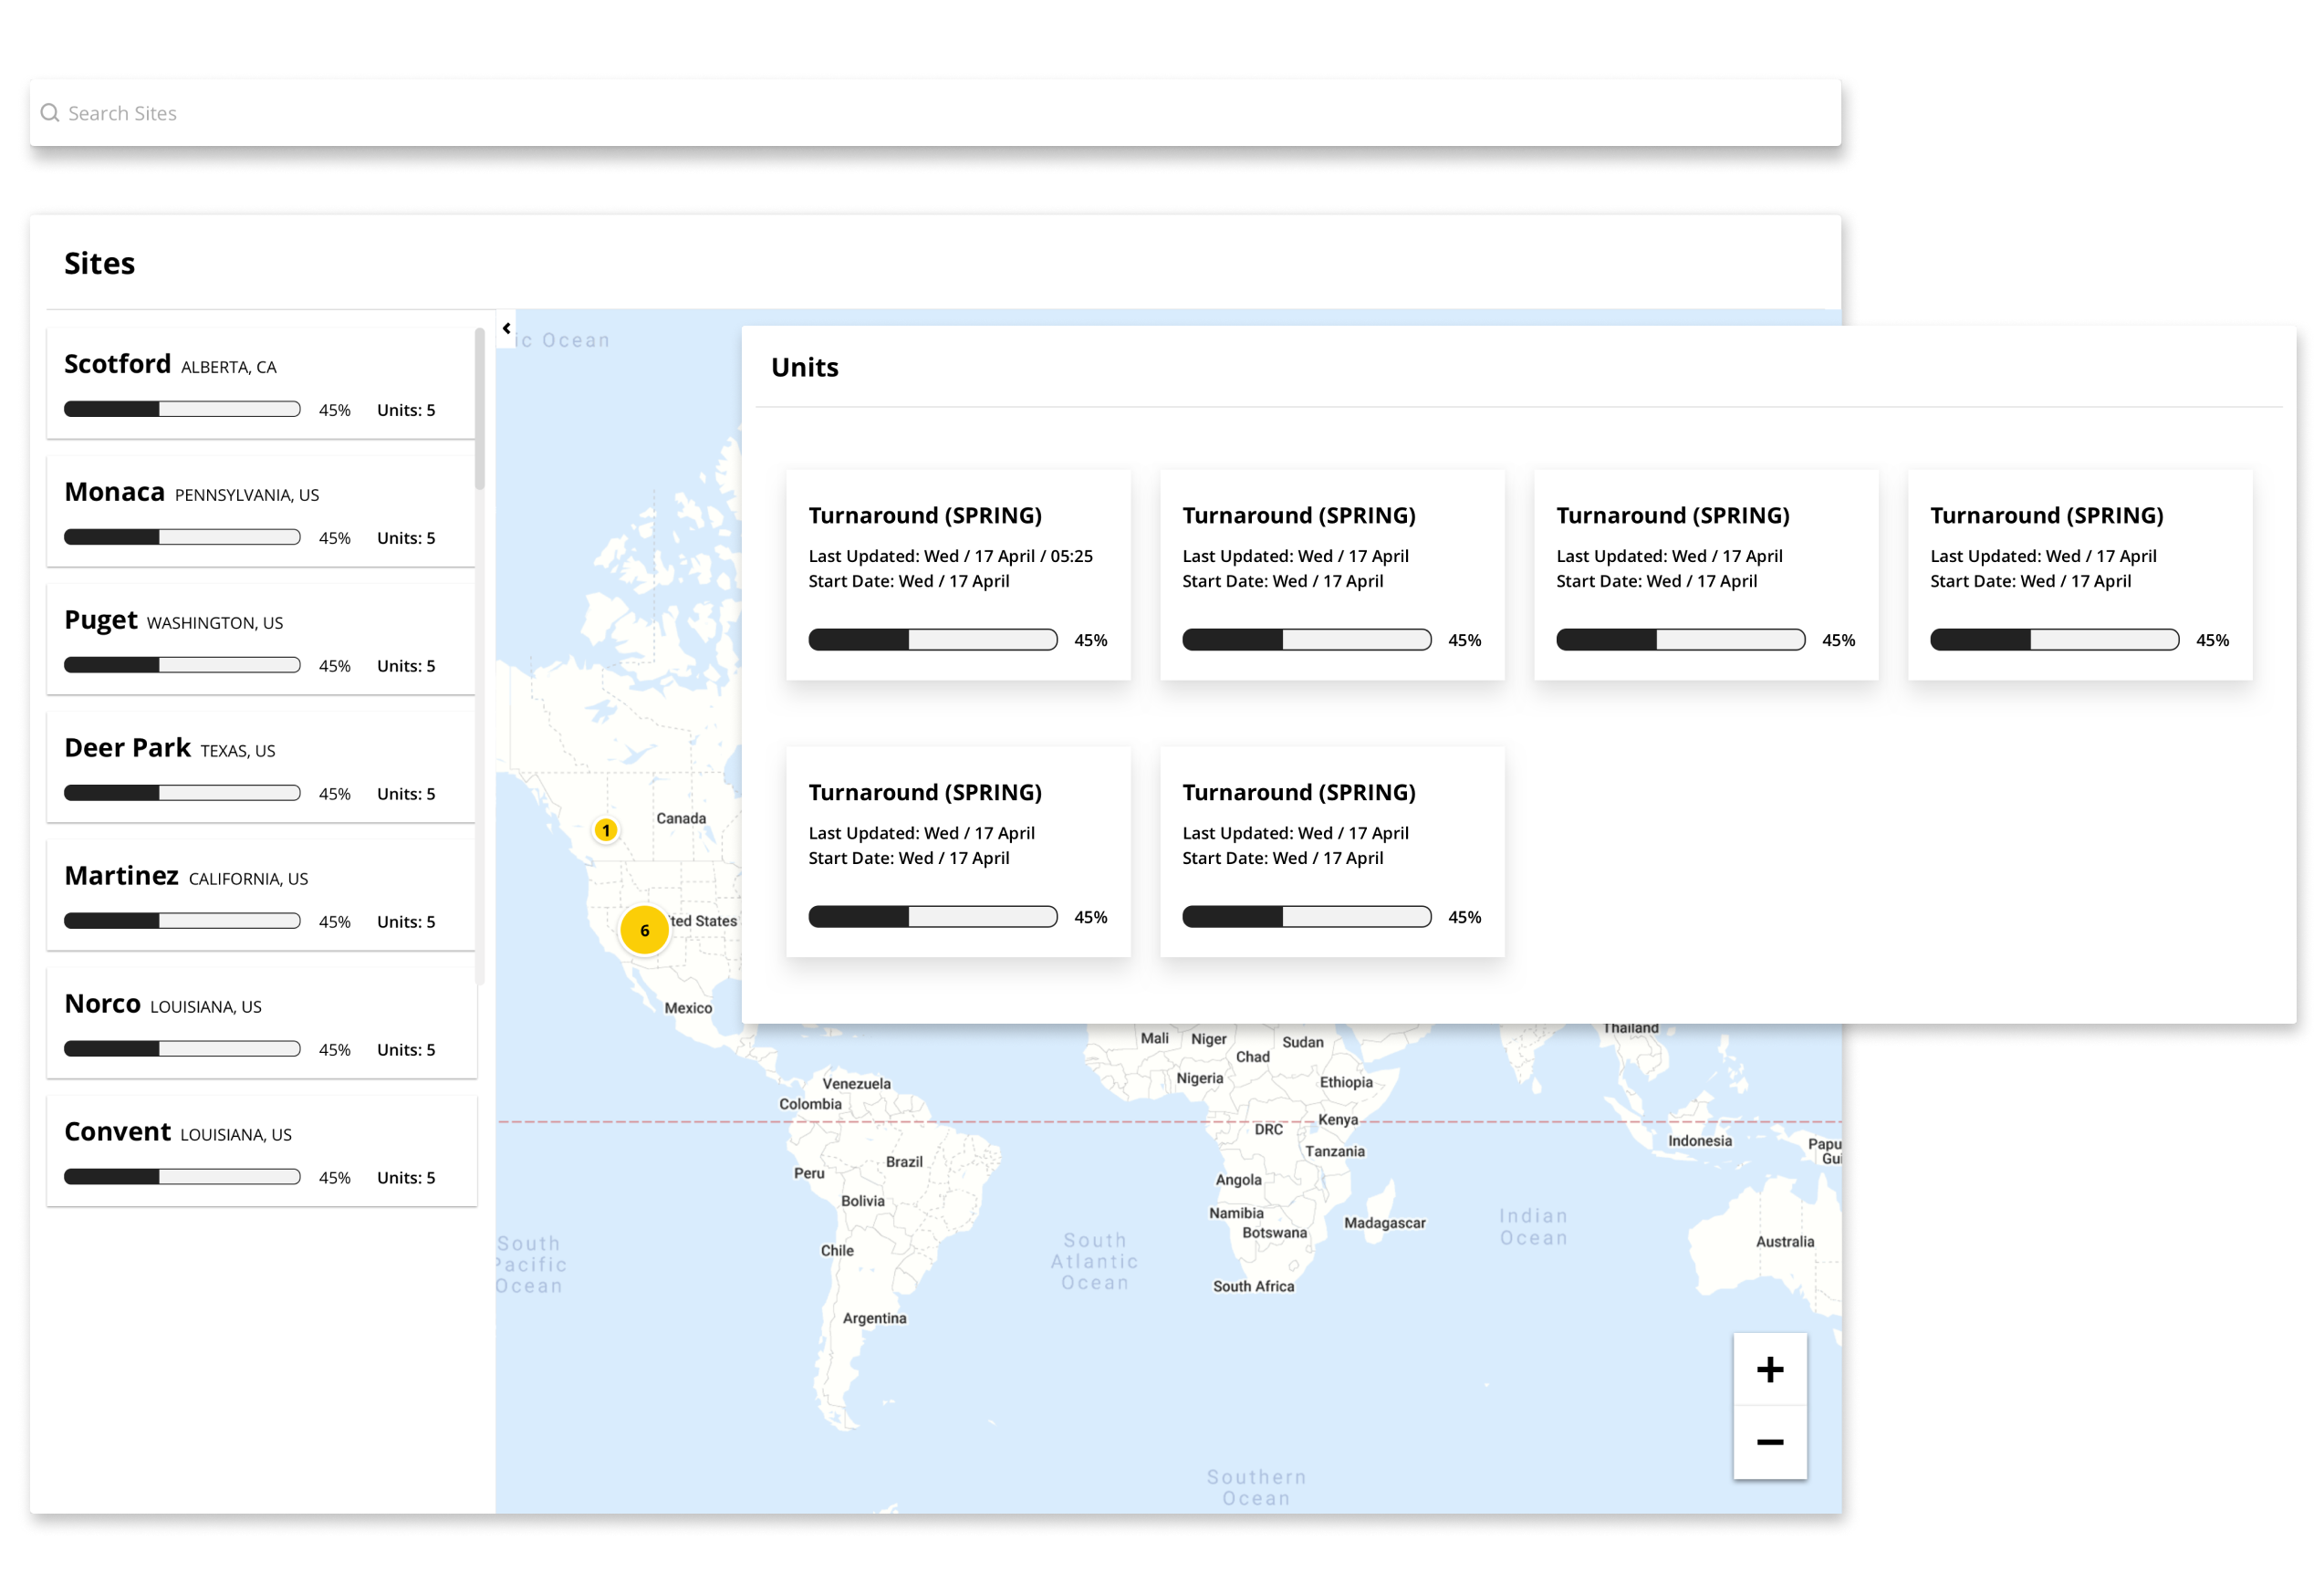 Search Sites
Sites
Scotford ALBERTA, CA
45% Units: 5
Monaca PENNSYLVANIA, US
45% Units: 5
Puget WASHINGTON, US
45% Units: 5
Deer Park TEXAS, US
45% Units: 5
Martinez CALIFORNIA, US
45% Units: 5
Norco LOUISIANA, US
45% Units: 5
Convent LOUISIANA, US
45% Units: 5
ic Ocean
Canada
1
ted States
6
Mexico
Units
Turnaround (SPRING)
Last Updated: Wed / 17 April / 05:25
Start Date: Wed / 17 April
45%
Turnaround (SPRING)
Last Updated: Wed / 17 April
Start Date: Wed / 17 April
45%
Turnaround (SPRING)
Last Updated: Wed / 17 April
Start Date: Wed / 17 April
45%
Turnaround (SPRING)
Last Updated: Wed / 17 April
Start Date: Wed / 17 April
45%
Turnaround (SPRING)
Last Updated: Wed / 17 April
Start Date: Wed / 17 April
45%
Turnaround (SPRING)
Last Updated: Wed / 17 April
Start Date: Wed / 17 April
45%
Thailand
Mali
Niger
Sudan
Chad
Nigeria
Ethiopia
Venezuela
Colombia
Kenya
DRC
Indonesia
Papu
Gui
Tanzania
Brazil
Peru
Angola
Bolivia
Namibia
Madagascar
Botswana
Indian
Ocean
Australia
Chile
South
Pacific
Ocean
South
Atlantic
Ocean
South Africa
Argentina
Southern
Ocean